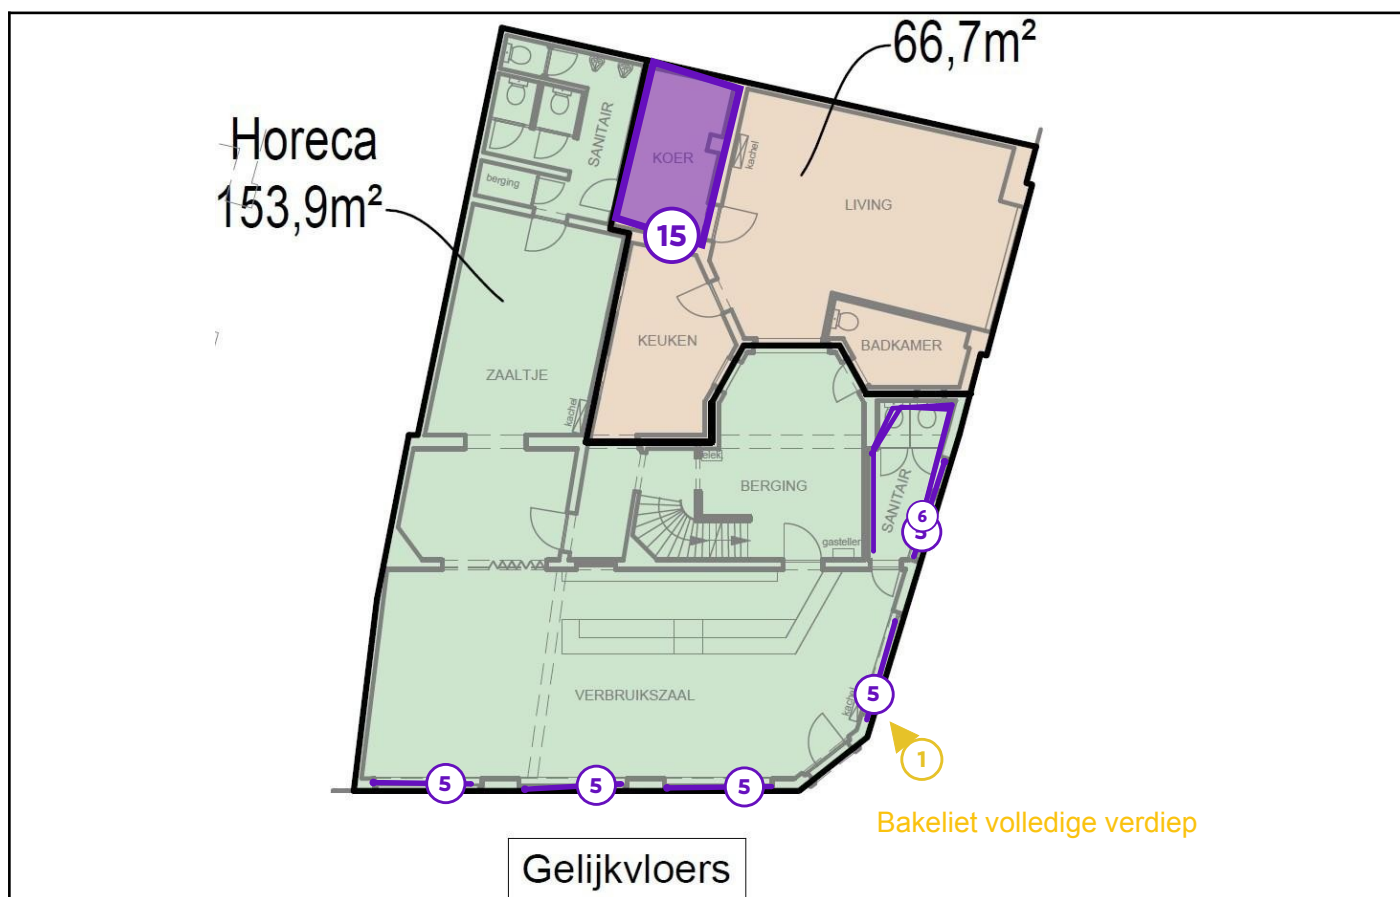 66,7m²
Horeca
153,9m²
SANITAIR
berging
KOER
kachel
LIVING
15
KEUKEN
BADKAMER
ZAALTJE
kachel
elek
BERGING
SANITAIR
6
5
gasteller
VERBRUIKSZAAL
kachel
5
1
5
5
5
Bakeliet volledige verdiep
Gelijkvloers